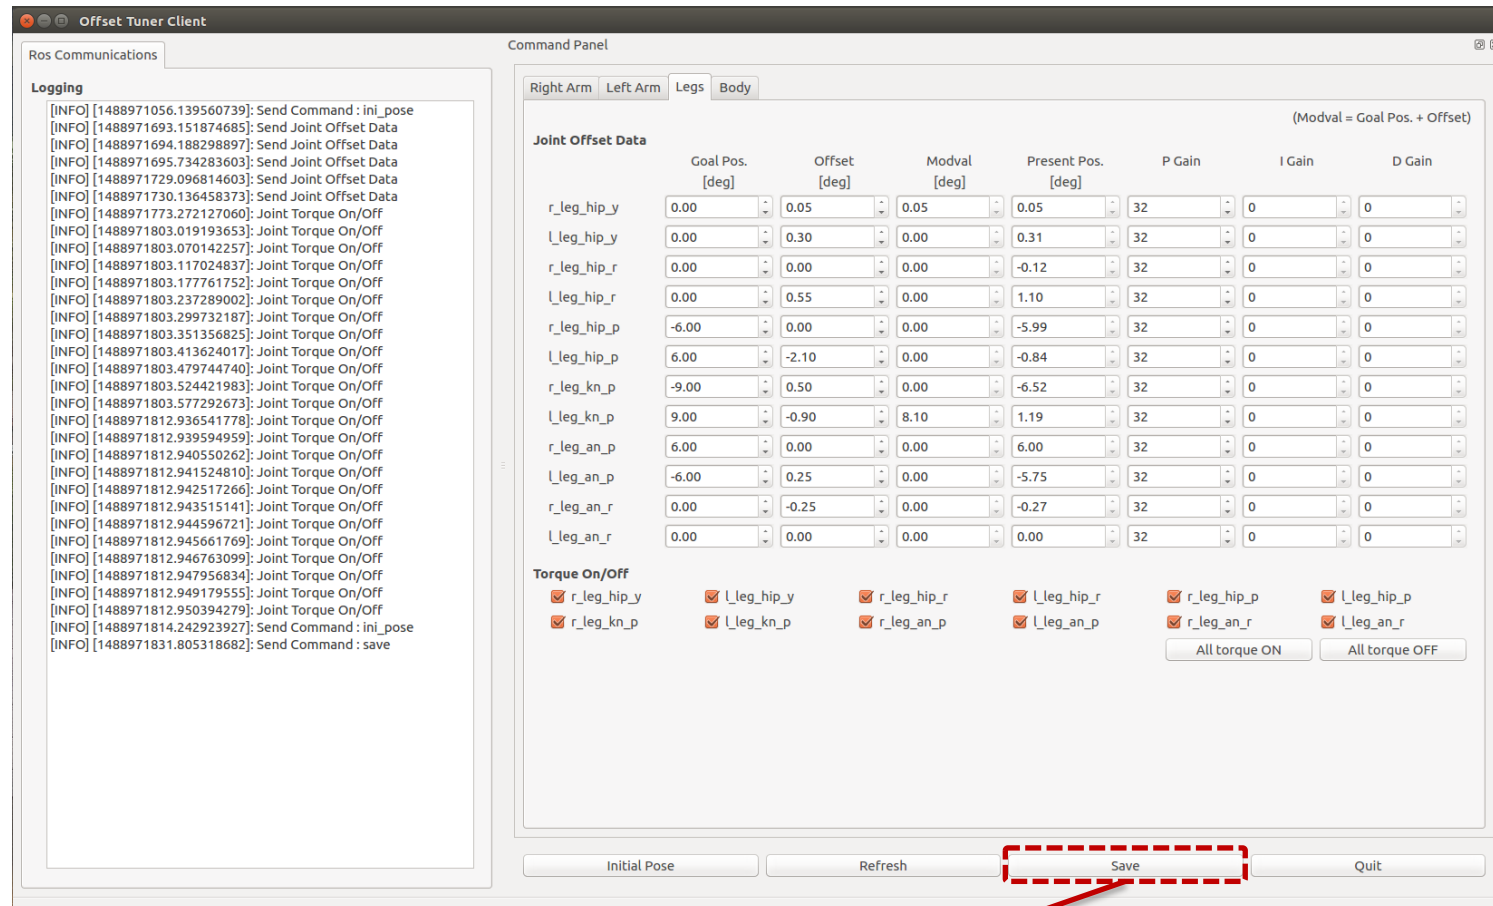 Offset Tuner Client
Ros Communications
Logging
[INFO] [1488971056.139560739]: Send Command : ini_pose
[INFO] [1488971693.151874685]: Send Joint Offset Data
[INFO] [1488971694.188298897]: Send Joint Offset Data
[INFO] [1488971695.734283603]: Send Joint Offset Data
[INFO] [1488971729.096814603]: Send Joint Offset Data
[INFO] [1488971730.136458373]: Send Joint Offset Data
[INFO] [1488971773.272127060]: Joint Torque On/Off
[INFO] [1488971803.019193653]: Joint Torque On/Off
[INFO] [1488971803.070142257]: Joint Torque On/Off
[INFO] [1488971803.117024837]: Joint Torque On/Off
[INFO] [1488971803.177761752]: Joint Torque On/Off
[INFO] [1488971803.237289002]: Joint Torque On/Off
[INFO] [1488971803.299732187]: Joint Torque On/Off
[INFO] [1488971803.351356825]: Joint Torque On/Off
[INFO] [1488971803.413624017]: Joint Torque On/Off
[INFO] [1488971803.479744740]: Joint Torque On/Off
[INFO] [1488971803.524421983]: Joint Torque On/Off
[INFO] [1488971803.577292673]: Joint Torque On/Off
[INFO] [1488971812.936541778]: Joint Torque On/Off
[INFO] [1488971812.939594959]: Joint Torque On/Off
[INFO] [1488971812.940550262]: Joint Torque On/Off
[INFO] [1488971812.941524810]: Joint Torque On/Off
[INFO] [1488971812.942517266]: Joint Torque On/Off
[INFO] [1488971812.943515141]: Joint Torque On/Off
[INFO] [1488971812.944596721]: Joint Torque On/Off
[INFO] [1488971812.945661769]: Joint Torque On/Off
[INFO] [1488971812.946763099]: Joint Torque On/Off
[INFO] [1488971812.947956834]: Joint Torque On/Off
[INFO] [1488971812.949179555]: Joint Torque On/Off
[INFO] [1488971812.950394279]: Joint Torque On/Off
[INFO] [1488971814.242923927]: Send Command : ini_pose
[INFO] [1488971831.805318682]: Send Command : save
Command Panel
Right Arm Left Arm Legs Body
(Modval = Goal Pos. + Offset)
Joint Offset Data
Goal Pos. Offset Modval Present Pos. P Gain I Gain D Gain
[deg] [deg] [deg] [deg]
r_leg_hip_y 0.00 0.05 0.05 0.05 32 0 0
l_leg_hip_y 0.00 0.30 0.00 0.31 32 0 0
r_leg_hip_r 0.00 0.00 0.00 -0.12 32 0 0
l_leg_hip_r 0.00 0.55 0.00 1.10 32 0 0
r_leg_hip_p -6.00 0.00 0.00 -5.99 32 0 0
l_leg_hip_p 6.00 -2.10 0.00 -0.84 32 0 0
r_leg_kn_p -9.00 0.50 0.00 -6.52 32 0 0
l_leg_kn_p 9.00 -0.90 8.10 1.19 32 0 0
r_leg_an_p 6.00 0.00 0.00 6.00 32 0 0
l_leg_an_p -6.00 0.25 0.00 -5.75 32 0 0
r_leg_an_r 0.00 -0.25 0.00 -0.27 32 0 0
l_leg_an_r 0.00 0.00 0.00 0.00 32 0 0
Torque On/Off
r_leg_hip_y l_leg_hip_y r_leg_hip_r l_leg_hip_r r_leg_hip_p l_leg_hip_p
r_leg_kn_p l_leg_kn_p r_leg_an_p l_leg_an_p r_leg_an_r l_leg_an_r
All torque ON All torque OFF
Initial Pose Refresh Save Quit